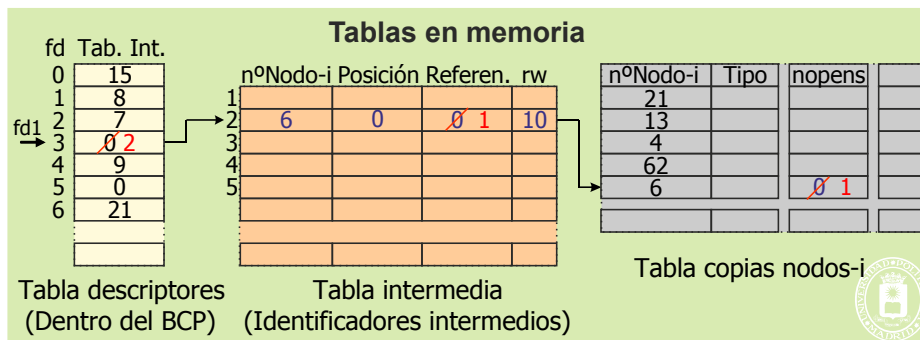 Tablas en memoria
fd Tab. Int.
0 15
1 8
2 7
fd1 3 0 2
4 9
5 0
6 21
Tabla descriptores
(Dentro del BCP)
nºNodo-i Posición Referen. rw
1
2 6 0 0 1 10
3
4
5
Tabla intermedia
(Identificadores intermedios)
nºNodo-i Tipo nopens
21
13
4
62
6 0 1
Tabla copias nodos-i